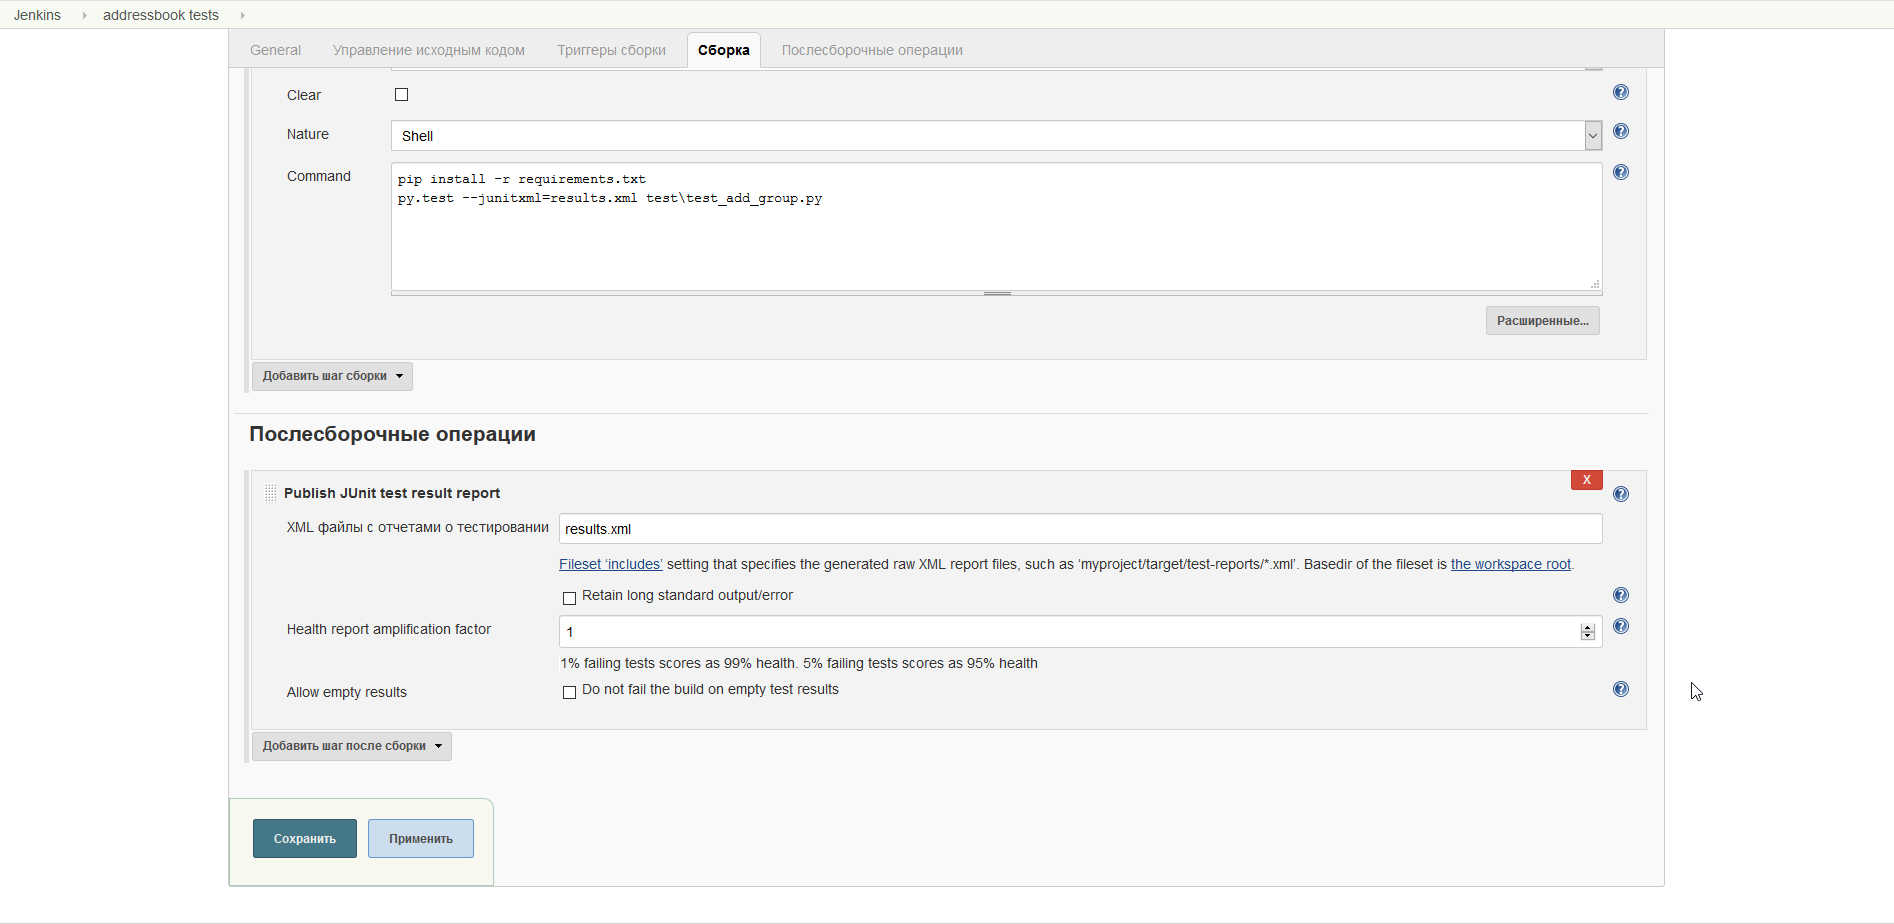 Jenkins addressbook tests
General Управление исходным кодом Триггеры сборки Сборка Послесборочные операции
Clear
Nature Shell
Command
pip install -r requirements.txt
py.test --junitxml=results.xml test\test_add_group.py
Расширенные...
Добавить шаг сборки
Послесборочные операции
X
Publish JUnit test result report
XML файлы с отчетами о тестировании results.xml
Fileset ‘includes’ setting that specifies the generated raw XML report files, such as ‘myproject/target/test-reports/*.xml’. Basedir of the fileset is the workspace root.
Retain long standard output/error
Health report amplification factor 1
1% failing tests scores as 99% health. 5% failing tests scores as 95% health
Allow empty results Do not fail the build on empty test results
Добавить шаг после сборки
Сохранить Применить